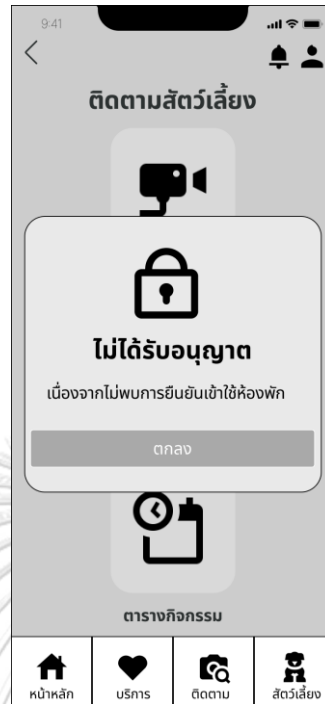 9:41
ติดตามสัตว์เลี้ยง
ไม่ได้รับอนุญาต
เนื่องจากไม่พบการยืนยันเข้าใช้ห้องพัก
ตกลง
ตารางกิจกรรม
หน้าหลัก บริการ ติดตาม สัตว์เลี้ยง